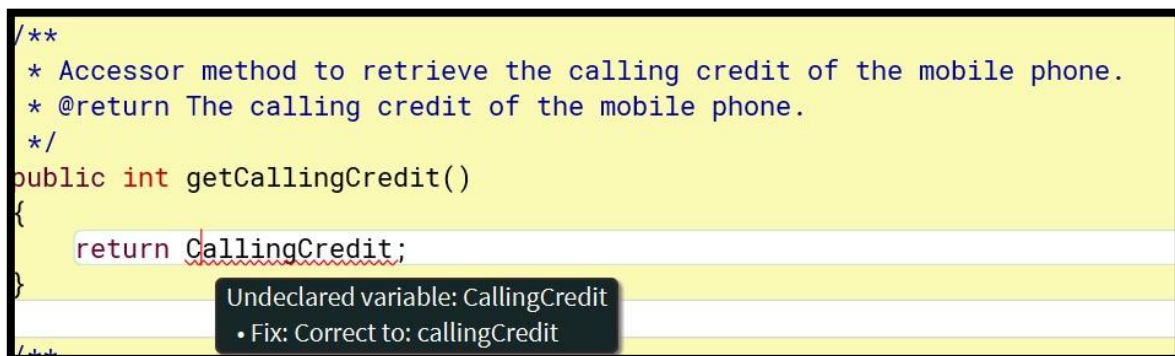 /**
* Accessor method to retrieve the calling credit of the mobile phone.
* @return The calling credit of the mobile phone.
*/
public int getCallingCredit()
{
return CallingCredit;
}
Undeclared variable: CallingCredit
• Fix: Correct to: callingCredit
/**